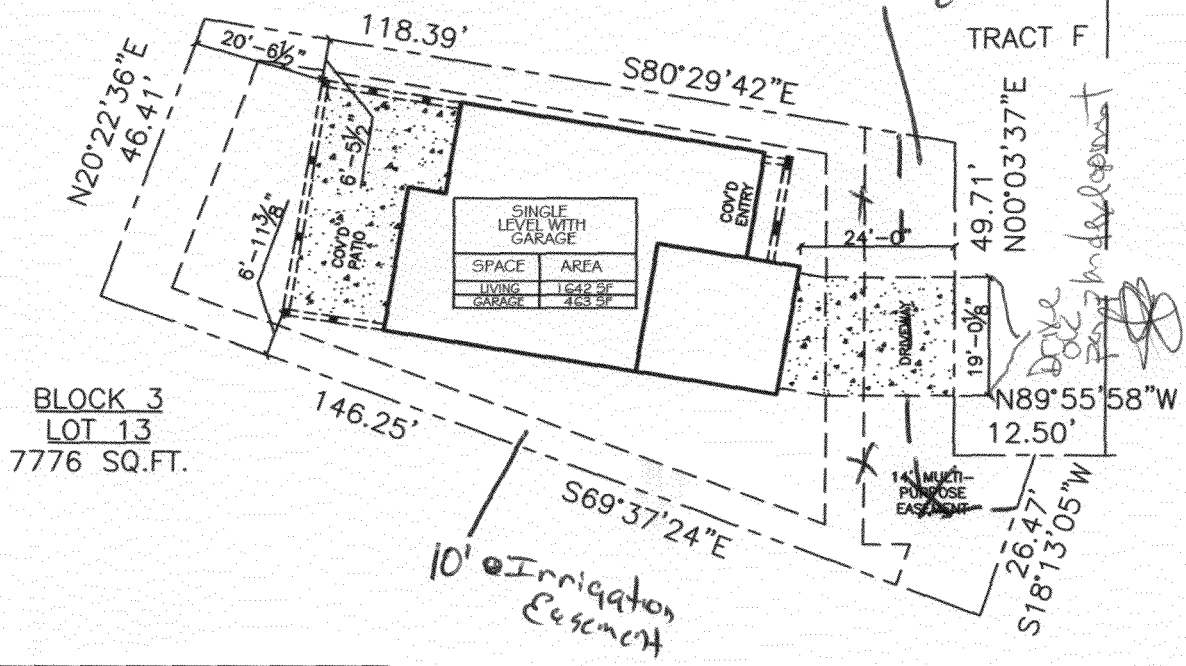 118.39'
20'-6½"
S80°29'42"E
TRACT F
N20°22'36"E
46.41'
6'-5½"
6'-11⅜"
COV'D
PATIO
SINGLE
LEVEL WITH
GARAGE
SPACE AREA
LIVING 1642 SF
GARAGE 463 SF
COV'D
ENTRY
24'-0"
49.71'
N00°03'37"E
DRIVEWAY
19'-0⅛"
Drive
OK
per
development
N89°55'58"W
12.50'
BLOCK 3
LOT 13
7776 SQ.FT.
146.25'
S69°37'24"E
14' MULTI-
PURPOSE
EASEMENT
26.47'
S18°13'05"W
10' Irrigation
Easement